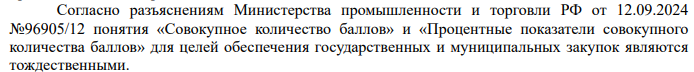 Согласно разъяснениям Министерства промышленности и торговли РФ от 12.09.2024
№96905/12 понятия «Совокупное количество баллов» и «Процентные показатели совокупного
количества баллов» для целей обеспечения государственных и муниципальных закупок являются
тождественными.